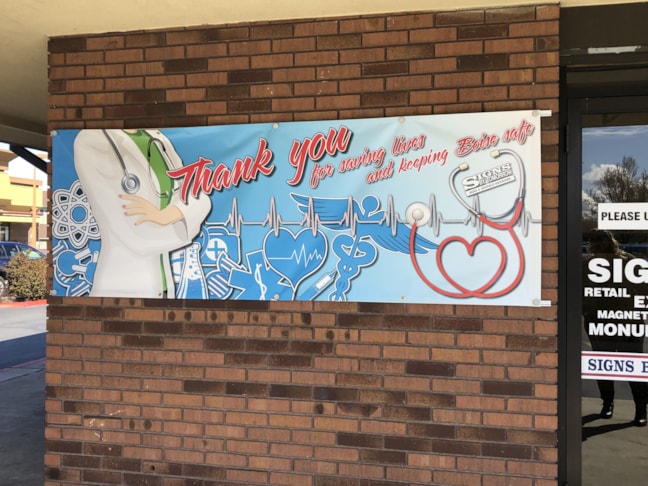 Thank you
for saving lives
and keeping Boise safe
SIGNS
PLEASE U
SIG
RETAIL EX
MAGNET
MONU
SIGNS B